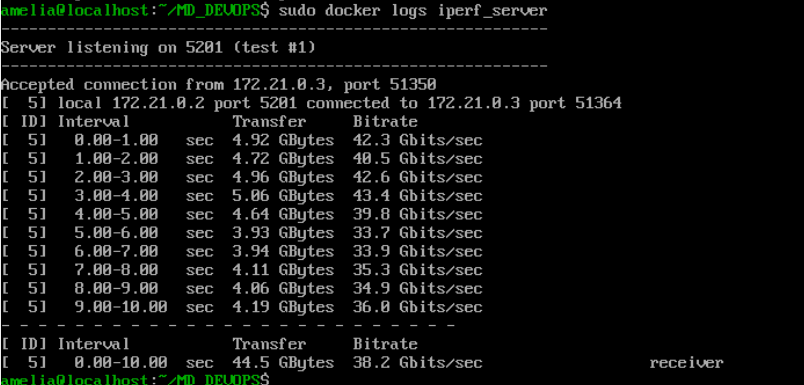 amelia@localhost:~/MD_DEVOPS$ sudo docker logs iperf_server
-----------------------------------------------------------
Server listening on 5201 (test #1)
-----------------------------------------------------------
Accepted connection from 172.21.0.3, port 51350
[  5] local 172.21.0.2 port 5201 connected to 172.21.0.3 port 51364
[ ID] Interval           Transfer     Bitrate
[  5]   0.00-1.00   sec  4.92 GBytes  42.3 Gbits/sec
[  5]   1.00-2.00   sec  4.72 GBytes  40.5 Gbits/sec
[  5]   2.00-3.00   sec  4.96 GBytes  42.6 Gbits/sec
[  5]   3.00-4.00   sec  5.06 GBytes  43.4 Gbits/sec
[  5]   4.00-5.00   sec  4.64 GBytes  39.8 Gbits/sec
[  5]   5.00-6.00   sec  3.93 GBytes  33.7 Gbits/sec
[  5]   6.00-7.00   sec  3.94 GBytes  33.9 Gbits/sec
[  5]   7.00-8.00   sec  4.11 GBytes  35.3 Gbits/sec
[  5]   8.00-9.00   sec  4.06 GBytes  34.9 Gbits/sec
[  5]   9.00-10.00  sec  4.19 GBytes  36.0 Gbits/sec
- - - - - - - - - - - - - - - - - - - - - - - - -
[ ID] Interval           Transfer     Bitrate
[  5]   0.00-10.00  sec  44.5 GBytes  38.2 Gbits/sec                  receiver
amelia@localhost:~/MD_DEVOPS$